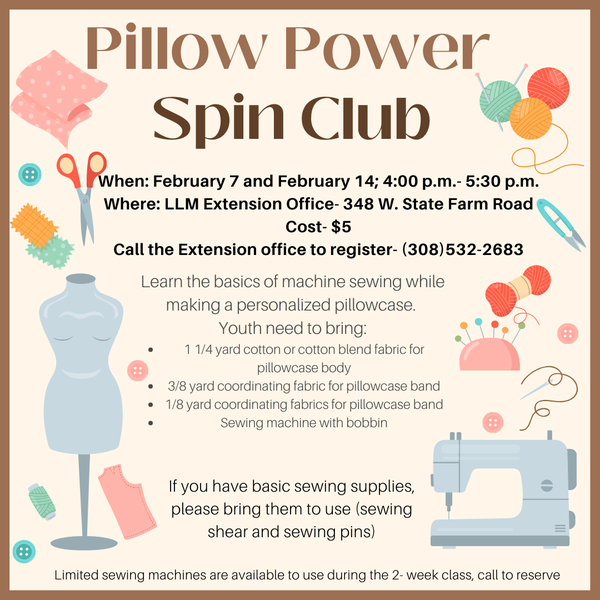 Pillow Power
Spin Club
When: February 7 and February 14; 4:00 p.m.- 5:30 p.m.
Where: LLM Extension Office- 348 W. State Farm Road
Cost- $5
Call the Extension office to register- (308)532-2683
Learn the basics of machine sewing while
making a personalized pillowcase.
Youth need to bring:
• 1 1/4 yard cotton or cotton blend fabric for
pillowcase body
• 3/8 yard coordinating fabric for pillowcase band
• 1/8 yard coordinating fabrics for pillowcase band
• Sewing machine with bobbin
If you have basic sewing supplies,
please bring them to use (sewing
shear and sewing pins)
Limited sewing machines are available to use during the 2- week class, call to reserve